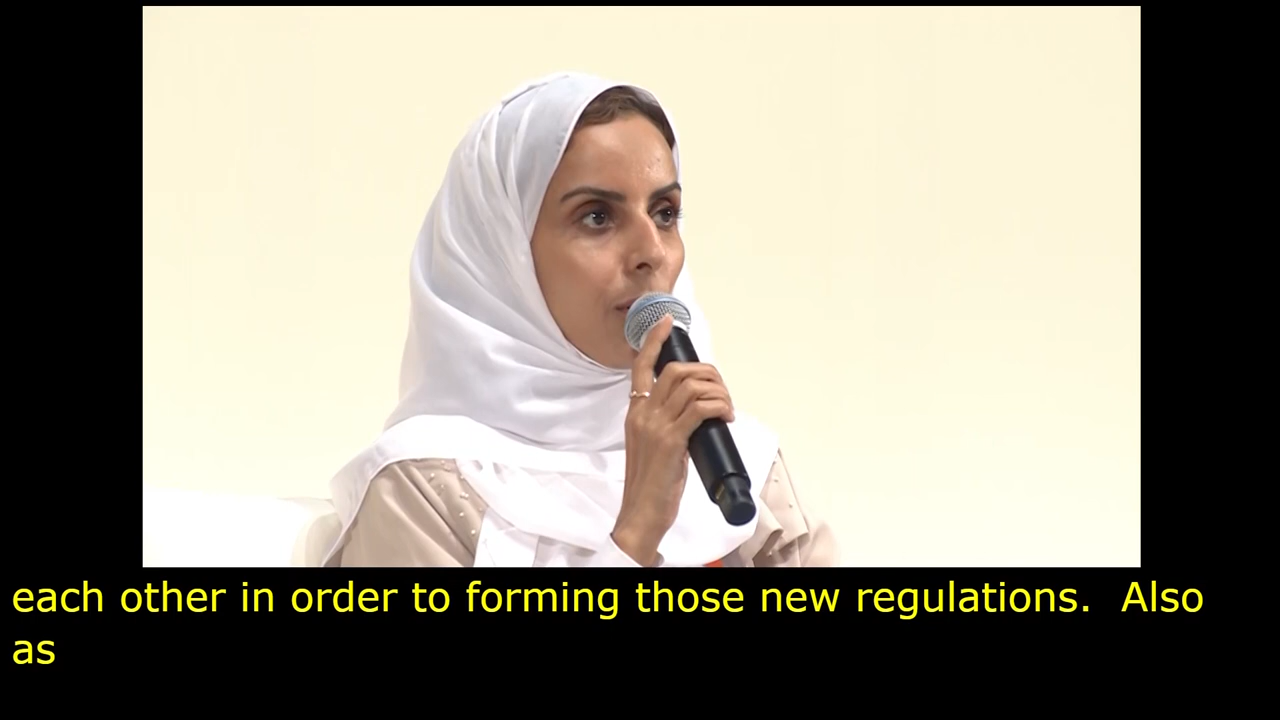 each other in order to forming those new regulations.  Also
as